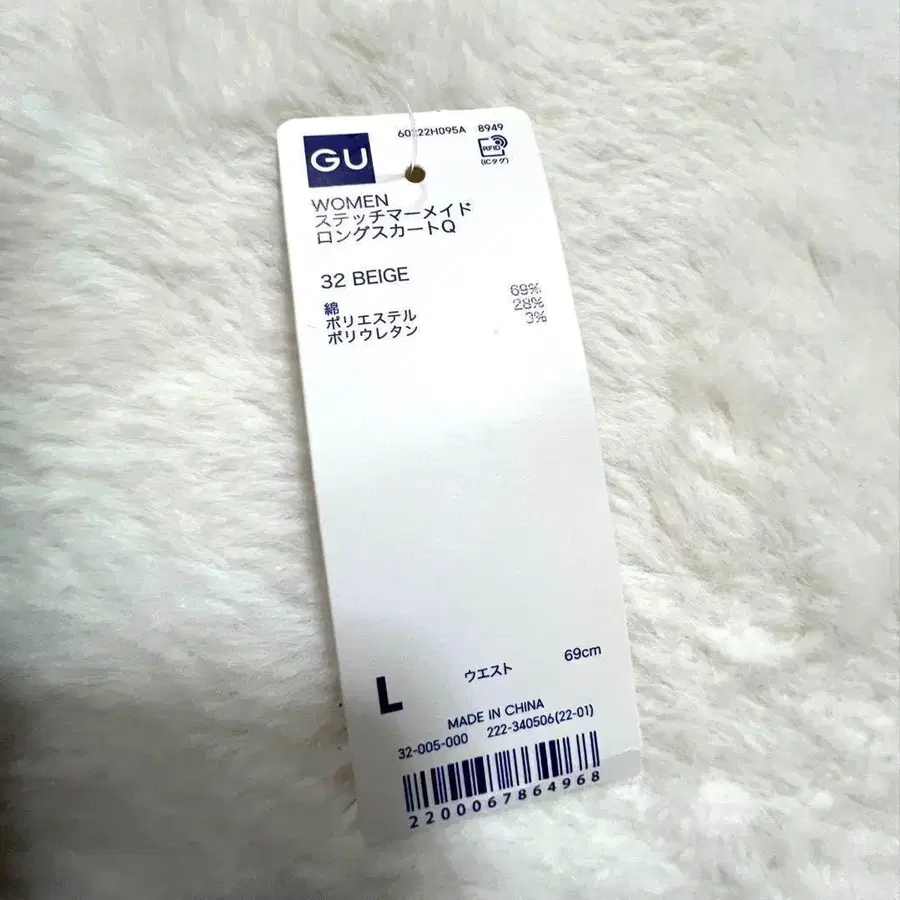 GU
60222H095A 8949
RFID
(ICタグ)
WOMEN
ステッチマーメイド
ロングスカートQ
32 BEIGE
綿 69%
ポリエステル 28%
ポリウレタン 3%
L ウエスト 69cm
MADE IN CHINA
32-005-000 222-340506(22-01)
2200067864968